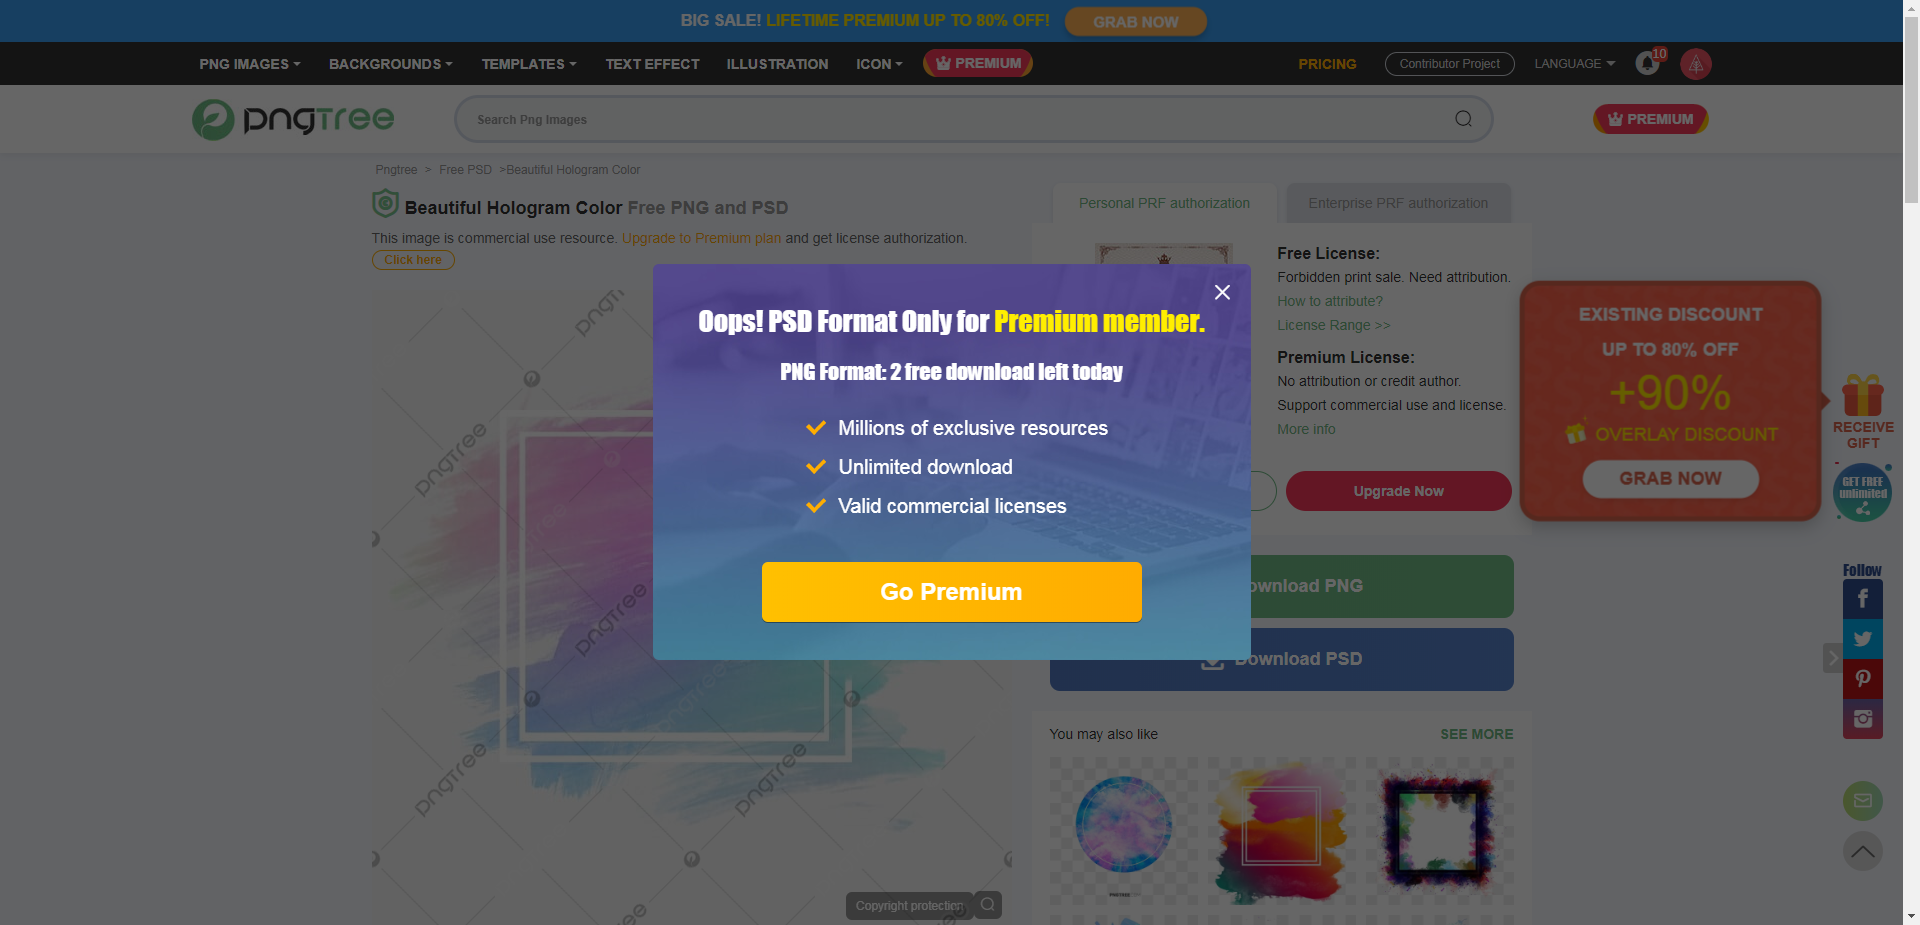 BIG SALE! LIFETIME PREMIUM UP TO 80% OFF! GRAB NOW
PNG IMAGES BACKGROUNDS TEMPLATES TEXT EFFECT ILLUSTRATION ICON PREMIUM PRICING Contributor Project LANGUAGE 10
pngtree Search Png Images PREMIUM
Pngtree > Free PSD >Beautiful Hologram Color
Beautiful Hologram Color Free PNG and PSD
This image is commercial use resource. Upgrade to Premium plan and get license authorization.
Click here
Personal PRF authorization Enterprise PRF authorization
Free License:
Forbidden print sale. Need attribution.
How to attribute?
License Range >>
Premium License:
No attribution or credit author.
Support commercial use and license.
More info
Upgrade Now
Oops! PSD Format Only for Premium member.
PNG Format: 2 free download left today
Millions of exclusive resources
Unlimited download
Valid commercial licenses
Go Premium
EXISTING DISCOUNT
UP TO 80% OFF
+90%
OVERLAY DISCOUNT
GRAB NOW
RECEIVE
GIFT
GET FREE
unlimited
Follow
ownload PNG
Download PSD
You may also like SEE MORE
pngtree
pngtree
pngtree
pngtree
pngtree
pngtree
PNGTREE
Copyright protection